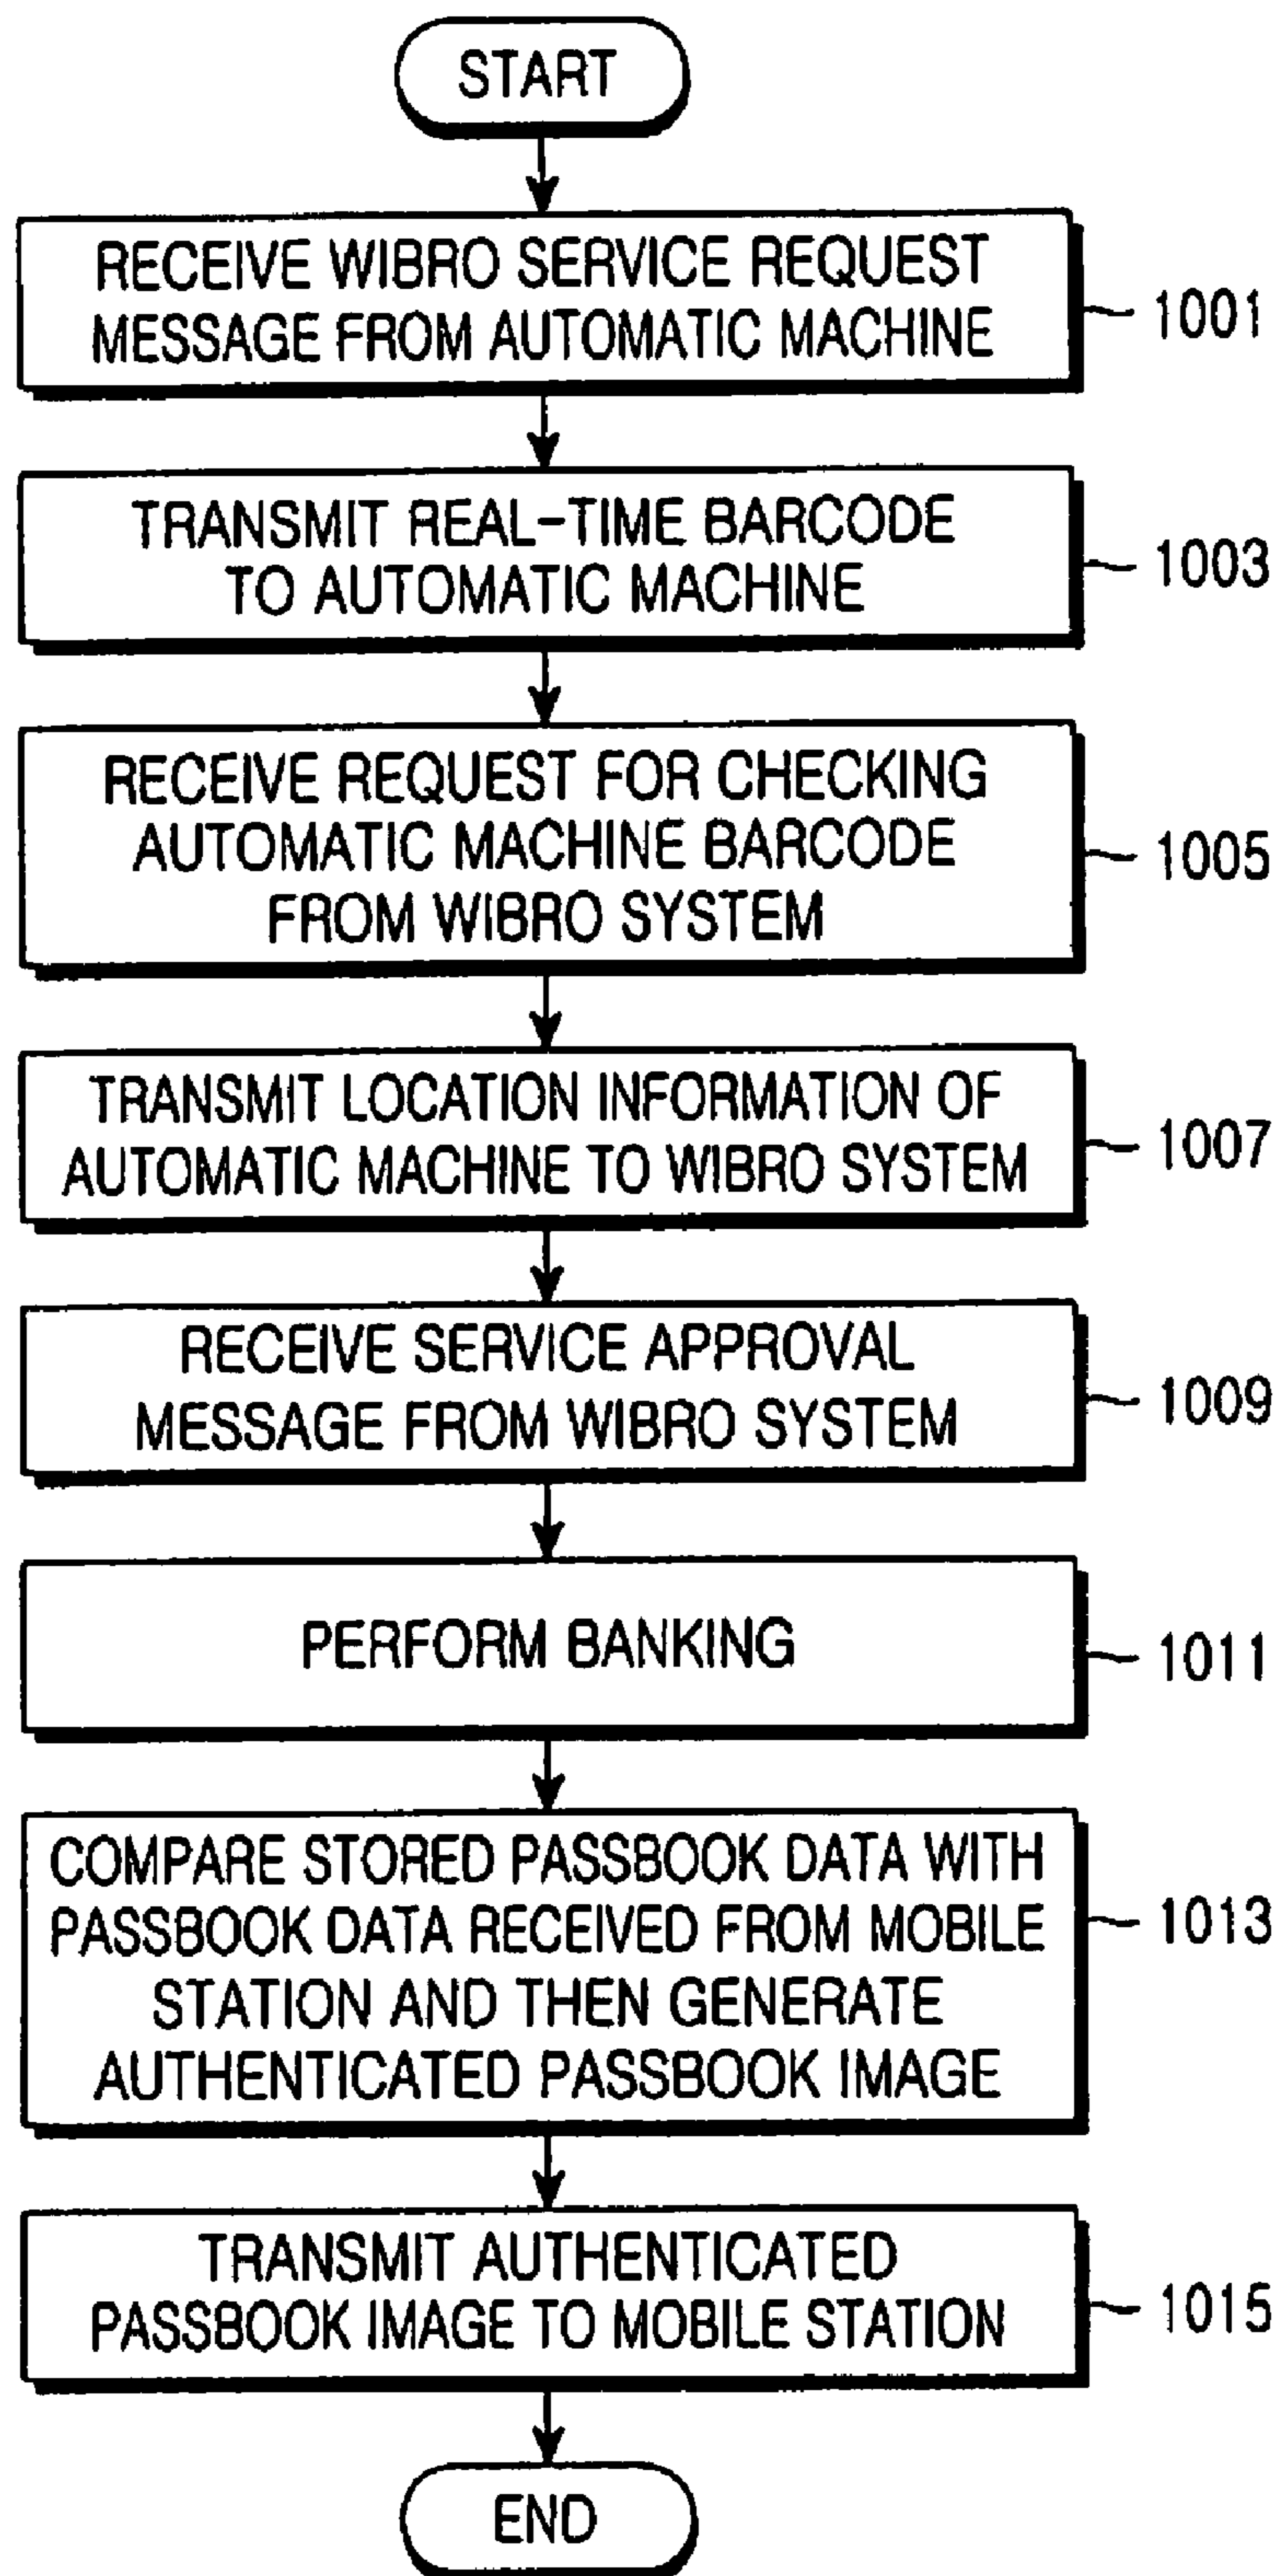 START
RECEIVE WIBRO SERVICE REQUEST
MESSAGE FROM AUTOMATIC MACHINE
1001
TRANSMIT REAL-TIME BARCODE
TO AUTOMATIC MACHINE
1003
RECEIVE REQUEST FOR CHECKING
AUTOMATIC MACHINE BARCODE
FROM WIBRO SYSTEM
1005
TRANSMIT LOCATION INFORMATION OF
AUTOMATIC MACHINE TO WIBRO SYSTEM
1007
RECEIVE SERVICE APPROVAL
MESSAGE FROM WIBRO SYSTEM
1009
PERFORM BANKING
1011
COMPARE STORED PASSBOOK DATA WITH
PASSBOOK DATA RECEIVED FROM MOBILE
STATION AND THEN GENERATE
AUTHENTICATED PASSBOOK IMAGE
1013
TRANSMIT AUTHENTICATED
PASSBOOK IMAGE TO MOBILE STATION
1015
END